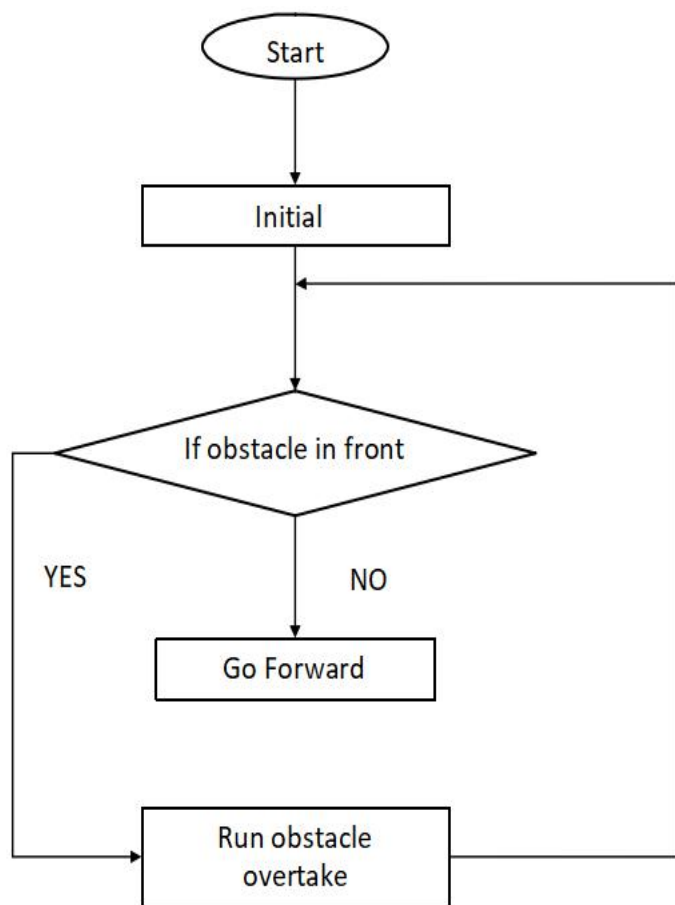 Start
Initial
If obstacle in front
YES
NO
Go Forward
Run obstacle
overtake